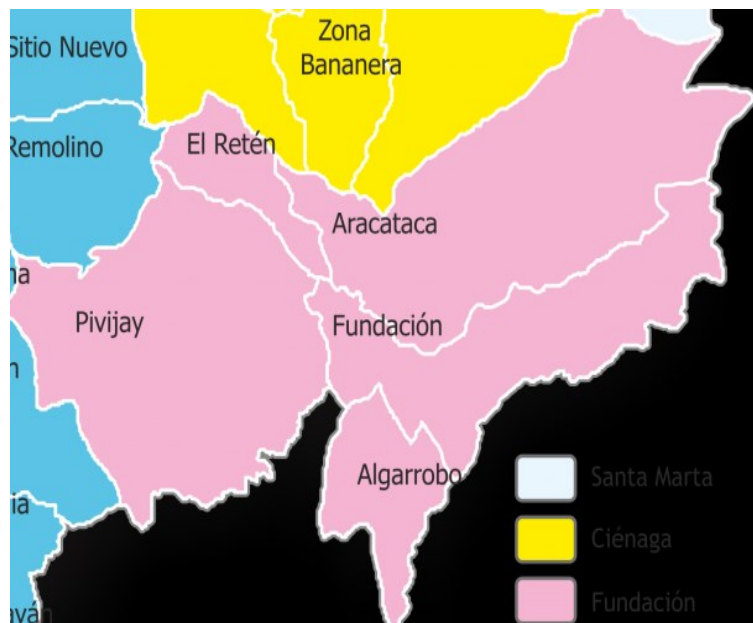 Sitio Nuevo
Zona
Bananera
Remolino
El Retén
Aracataca
Pivijay
Fundación
Algarrobo
Santa Marta
Ciénaga
Fundación